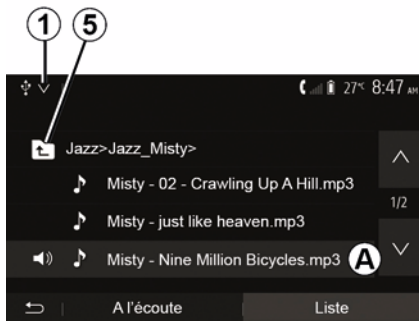 1 5
27°C 8:47 AM
Jazz>Jazz_Misty>
Misty - 02 - Crawling Up A Hill.mp3
1/2
Misty - just like heaven.mp3
Misty - Nine Million Bicycles.mp3 A
A l'écoute Liste